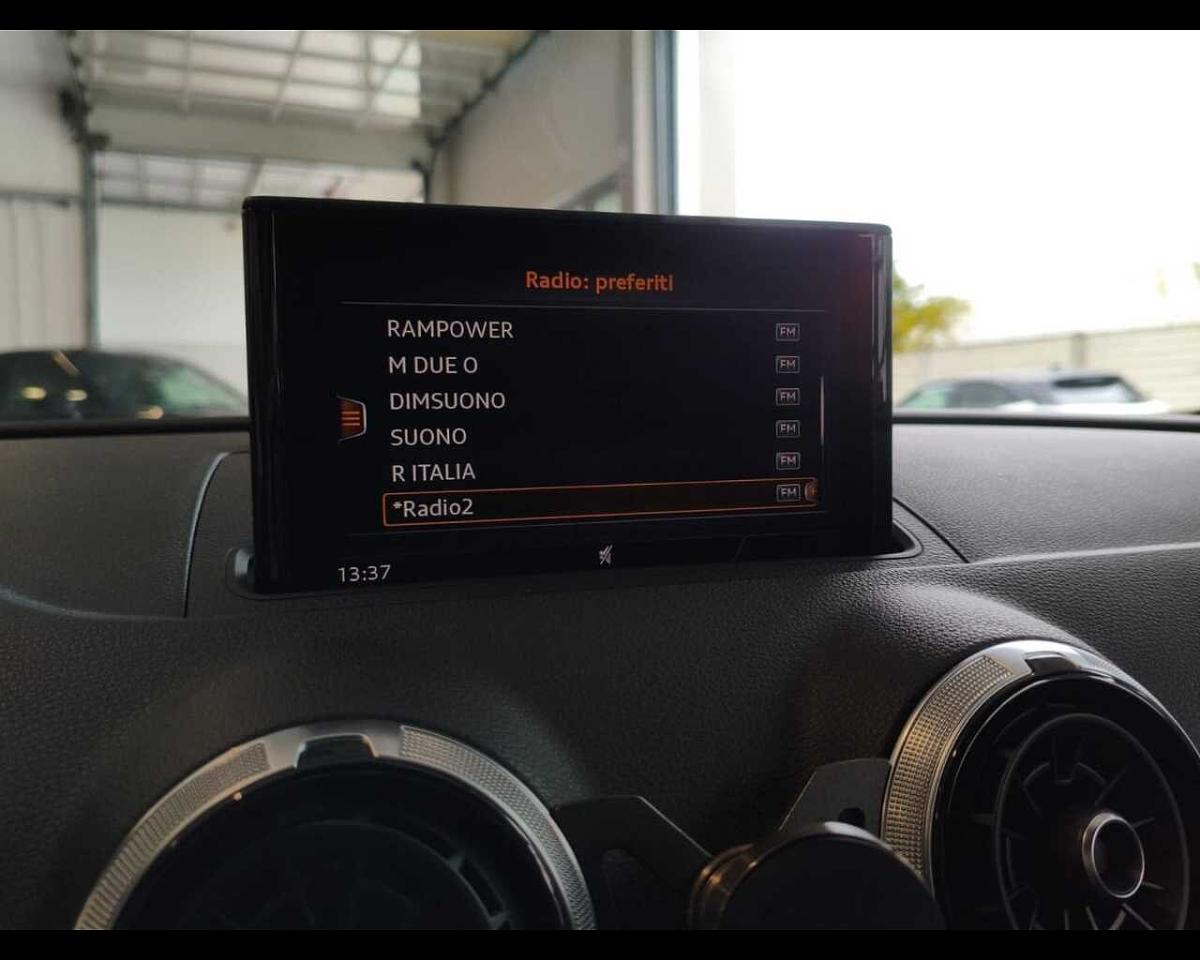 Radio: preferiti
RAMPOWER FM
M DUE O FM
DIMSUONO FM
SUONO FM
R ITALIA FM
*Radio2 FM
13:37